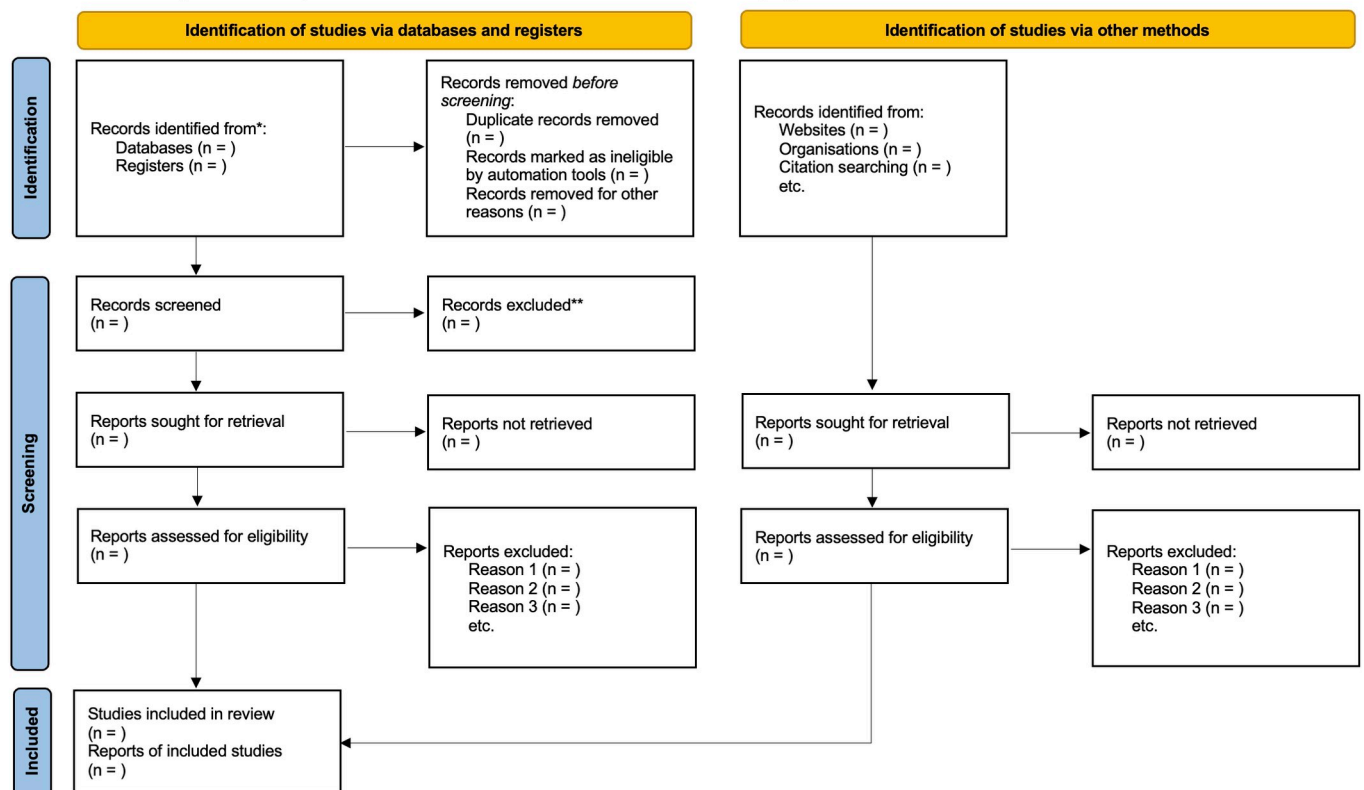 Identification of studies via databases and registers
Identification of studies via other methods
Identification
Records identified from*:
Databases (n = )
Registers (n = )
Records removed before
screening:
Duplicate records removed
(n = )
Records marked as ineligible
by automation tools (n = )
Records removed for other
reasons (n = )
Records identified from:
Websites (n = )
Organisations (n = )
Citation searching (n = )
etc.
Screening
Records screened
(n = )
Records excluded**
(n = )
Reports sought for retrieval
(n = )
Reports not retrieved
(n = )
Reports sought for retrieval
(n = )
Reports not retrieved
(n = )
Reports assessed for eligibility
(n = )
Reports excluded:
Reason 1 (n = )
Reason 2 (n = )
Reason 3 (n = )
etc.
Reports assessed for eligibility
(n = )
Reports excluded:
Reason 1 (n = )
Reason 2 (n = )
Reason 3 (n = )
etc.
Included
Studies included in review
(n = )
Reports of included studies
(n = )